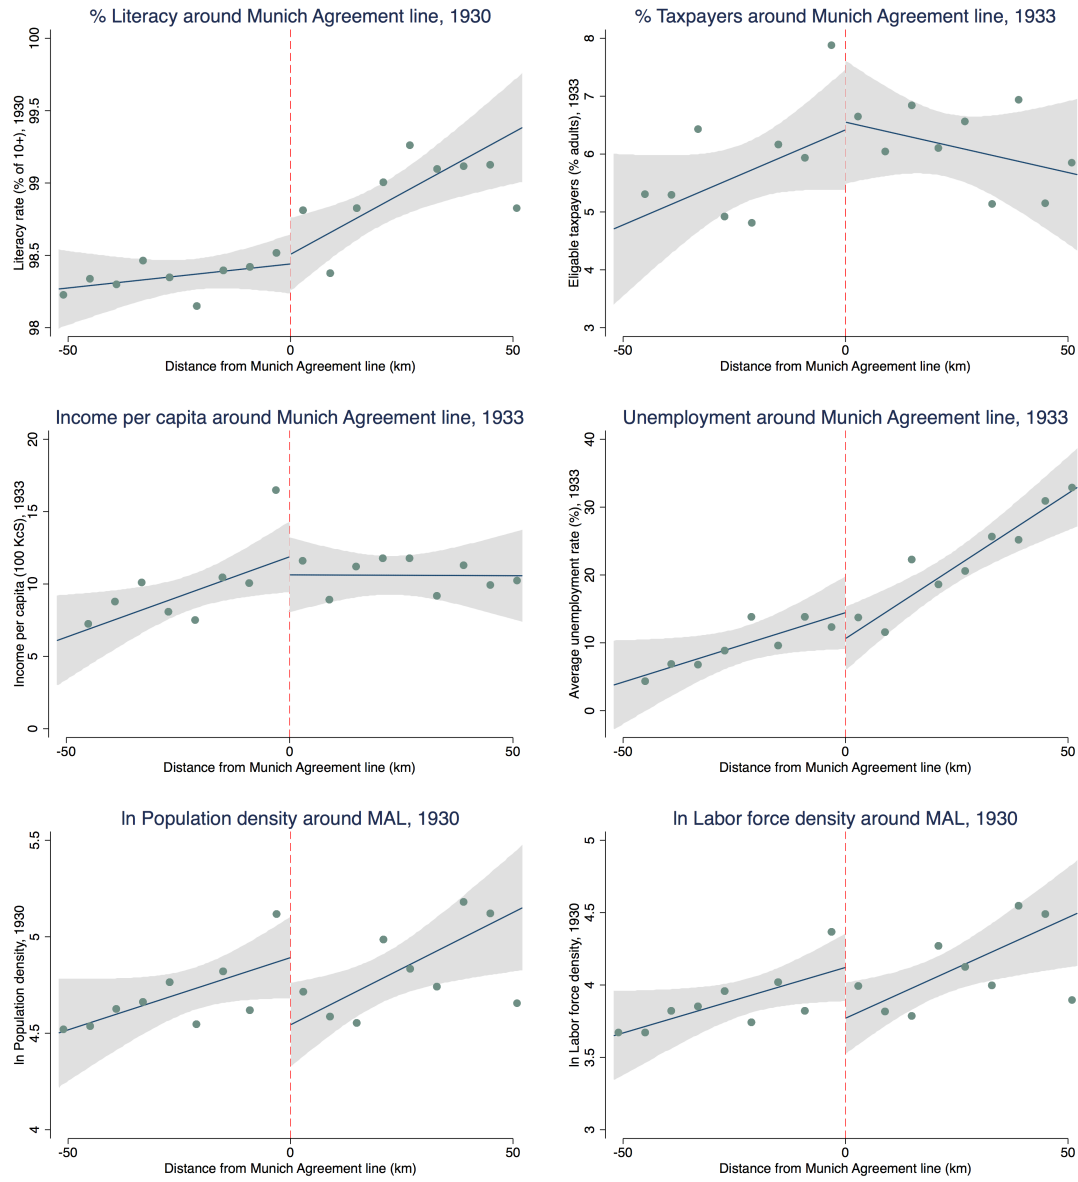 % Literacy around Munich Agreement line, 1930
Literacy rate (% of 10+), 1930
100
99.5
99
98.5
98
-50 0 50
Distance from Munich Agreement line (km)
% Taxpayers around Munich Agreement line, 1933
Eligable taxpayers (% adults), 1933
8
7
6
5
4
3
-50 0 50
Distance from Munich Agreement line (km)
Income per capita around Munich Agreement line, 1933
Income per capita (100 KcS), 1933
20
15
10
5
0
-50 0 50
Distance from Munich Agreement line (km)
Unemployment around Munich Agreement line, 1933
Average unemployment rate (%), 1933
40
30
20
10
0
-50 0 50
Distance from Munich Agreement line (km)
ln Population density around MAL, 1930
ln Population density, 1930
5.5
5
4.5
4
-50 0 50
Distance from Munich Agreement line (km)
ln Labor force density around MAL, 1930
ln Labor force density, 1930
5
4.5
4
3.5
3
-50 0 50
Distance from Munich Agreement line (km)